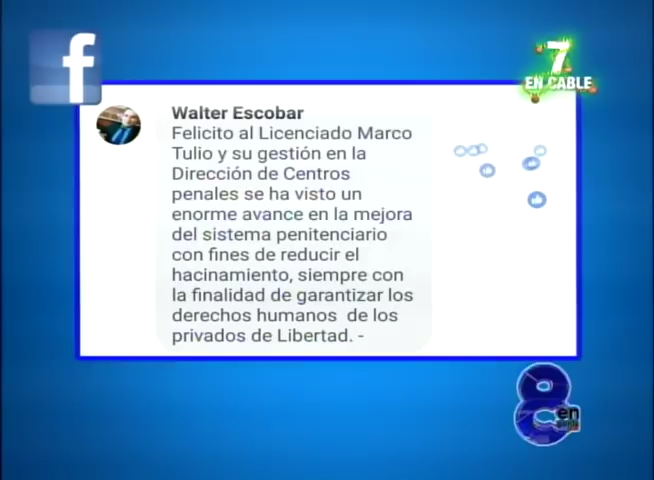 f
7
EN CABLE
Walter Escobar
Felicito al Licenciado Marco
Tulio y su gestión en la
Dirección de Centros
penales se ha visto un
enorme avance en la mejora
del sistema penitenciario
con fines de reducir el
hacinamiento, siempre con
la finalidad de garantizar los
derechos humanos de los
privados de Libertad. -
8
en